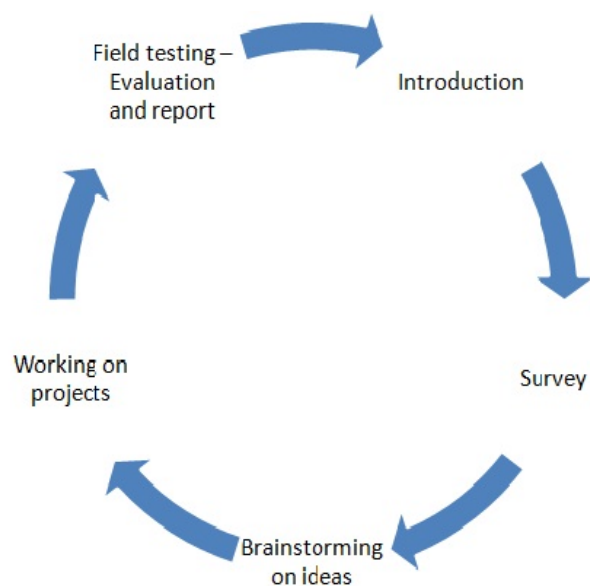 Field testing –
Evaluation
and report
Introduction
Survey
Brainstorming
on ideas
Working on
projects